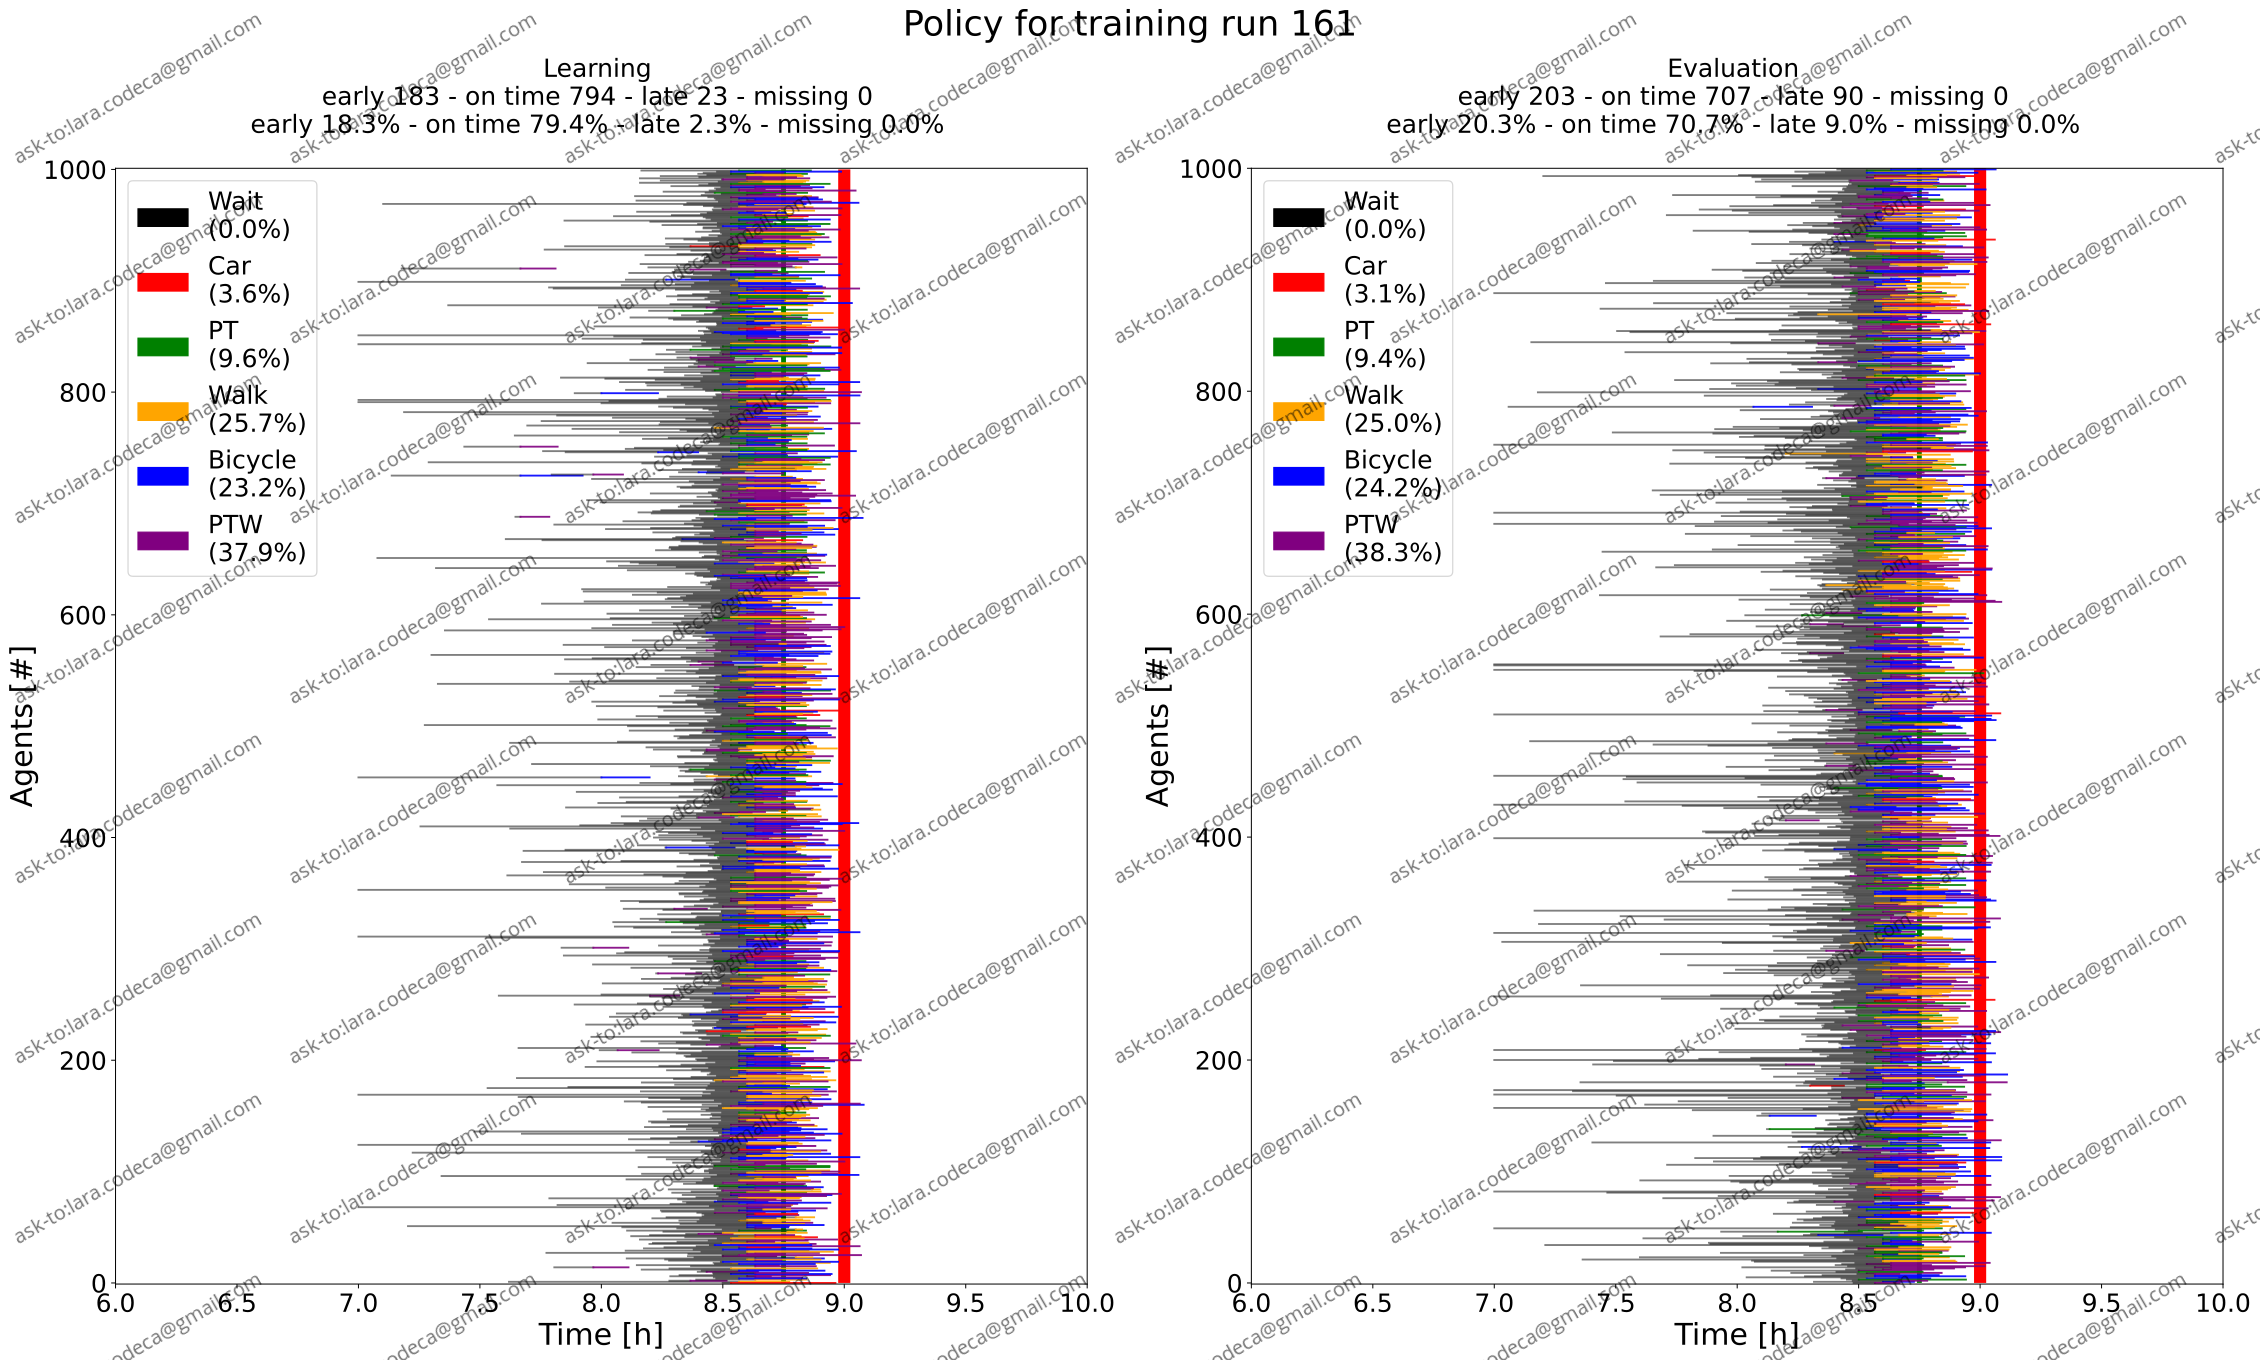 Policy for training run 161
Learning
early 183 - on time 794 - late 23 - missing 0
early 18.3% - on time 79.4% - late 2.3% - missing 0.0%
1000
800
600
400
200
0
Agents [#]
Wait
(0.0%)
Car
(3.6%)
PT
(9.6%)
Walk
(25.7%)
Bicycle
(23.2%)
PTW
(37.9%)
6.0 6.5 7.0 7.5 8.0 8.5 9.0 9.5 10.0
Time [h]
Evaluation
early 203 - on time 707 - late 90 - missing 0
early 20.3% - on time 70.7% - late 9.0% - missing 0.0%
1000
800
600
400
200
0
Agents [#]
Wait
(0.0%)
Car
(3.1%)
PT
(9.4%)
Walk
(25.0%)
Bicycle
(24.2%)
PTW
(38.3%)
6.0 6.5 7.0 7.5 8.0 8.5 9.0 9.5 10.0
Time [h]
ask-to:lara.codeca@gmail.com